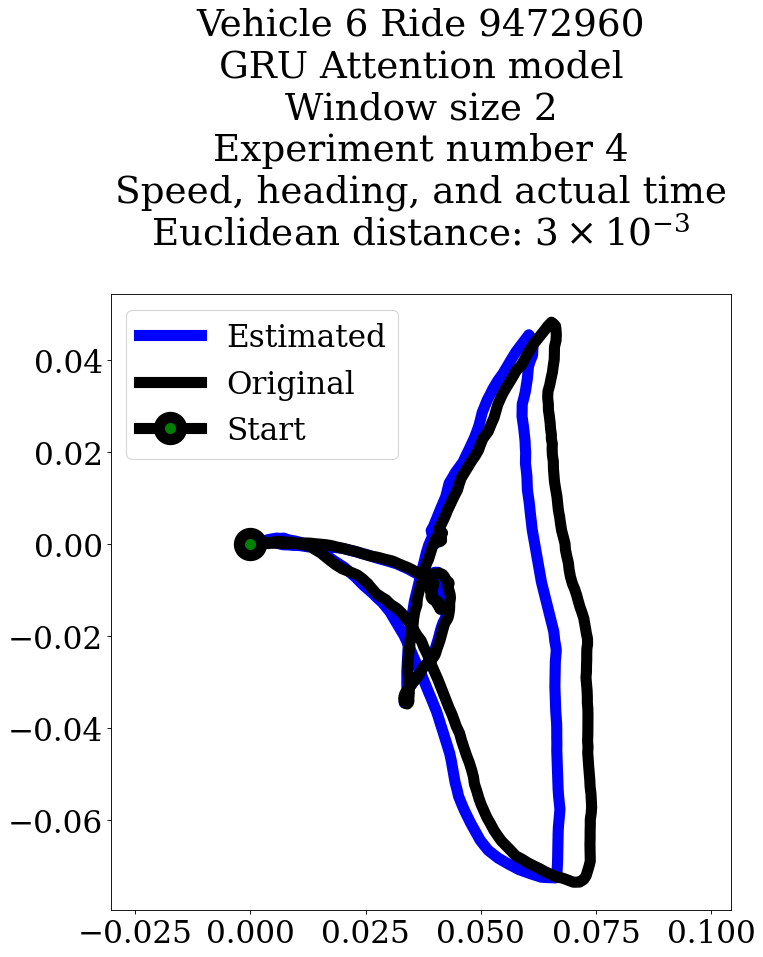 Vehicle 6 Ride 9472960
GRU Attention model
Window size 2
Experiment number 4
Speed, heading, and actual time
Euclidean distance: 3 × 10⁻³
Estimated
Original
Start
0.04
0.02
0.00
−0.02
−0.04
−0.06
−0.025 0.000 0.025 0.050 0.075 0.100